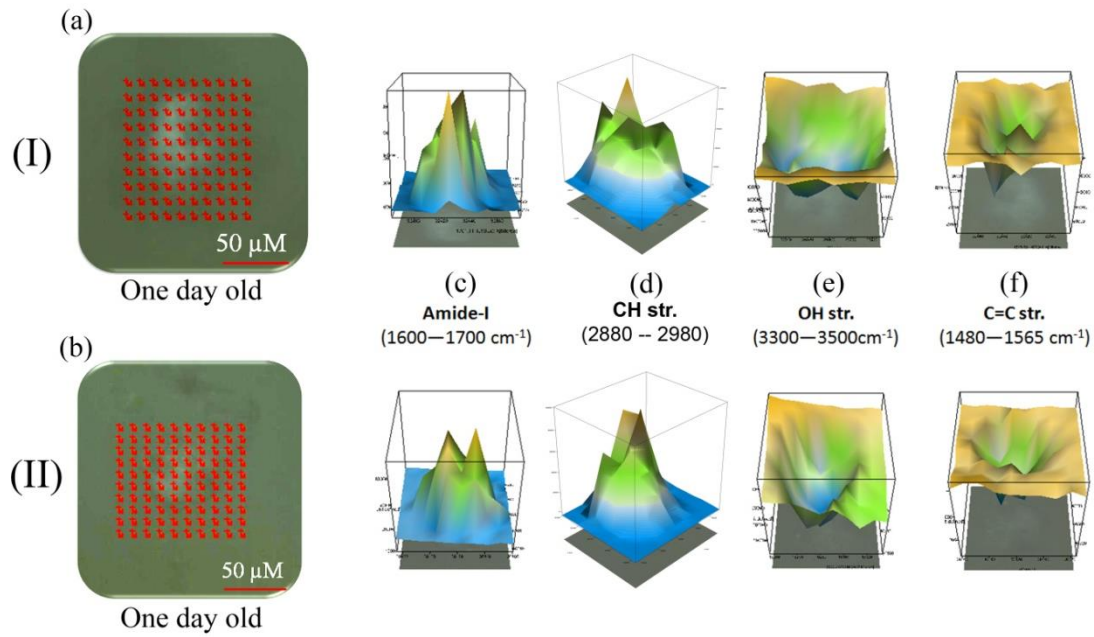 (a)
(I)
50 µM
One day old
(c)
(d)
(e)
(f)
Amide-I
CH str.
OH str.
C=C str.
(1600—1700 cm-1)
(2880 -- 2980)
(3300—3500cm-1)
(1480—1565 cm-1)
(b)
(II)
50 µM
One day old